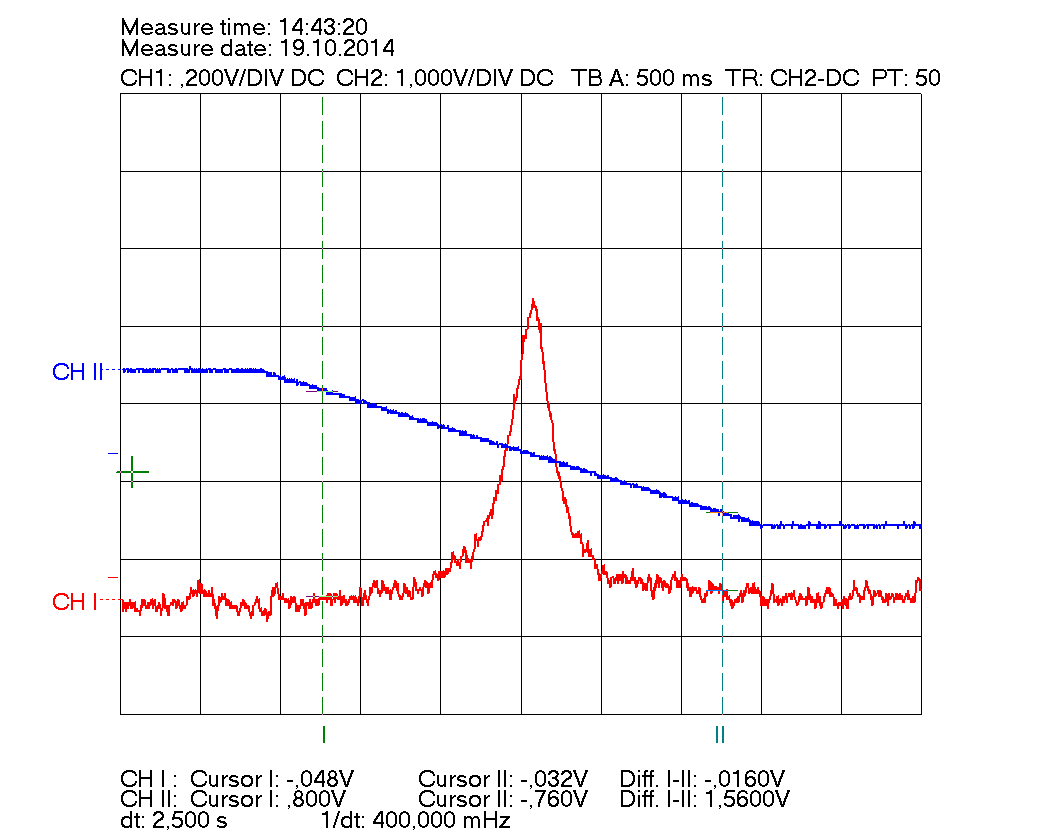 Measure time: 14:43:20
Measure date: 19.10.2014
CH1: ,200V/DIV DC CH2: 1,000V/DIV DC TB A: 500 ms TR: CH2-DC PT: 50
CH II
CH I
I II
CH I : Cursor I: -,048V Cursor II: -,032V Diff. I-II: -,0160V
CH II: Cursor I: ,800V Cursor II: -,760V Diff. I-II: 1,5600V
dt: 2,500 s 1/dt: 400,000 mHz